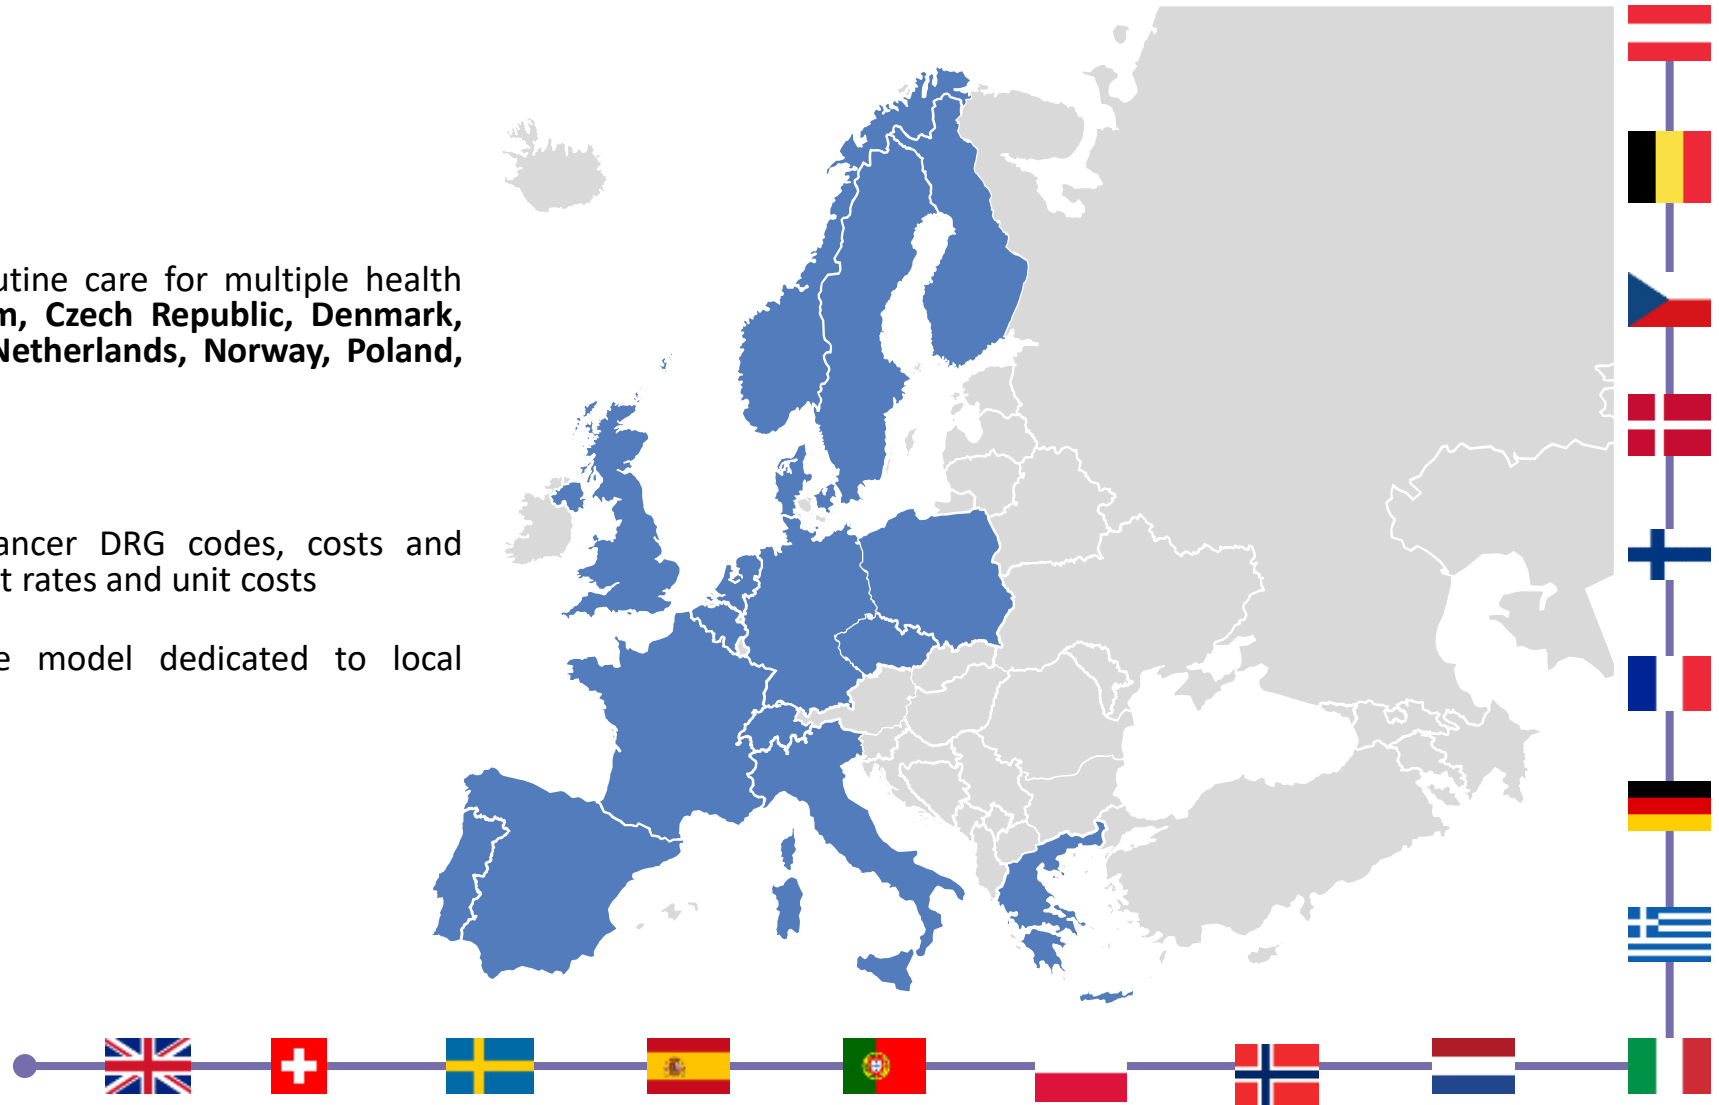 utine care for multiple health
m, Czech Republic, Denmark,
Netherlands, Norway, Poland,
ancer DRG codes, costs and
t rates and unit costs
e model dedicated to local